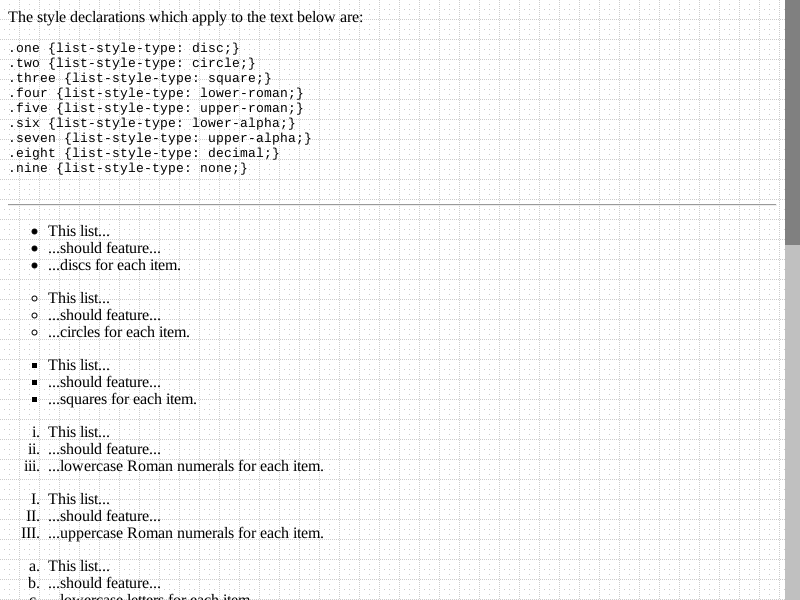 The style declarations which apply to the text below are:
.one {list-style-type: disc;}
.two {list-style-type: circle;}
.three {list-style-type: square;}
.four {list-style-type: lower-roman;}
.five {list-style-type: upper-roman;}
.six {list-style-type: lower-alpha;}
.seven {list-style-type: upper-alpha;}
.eight {list-style-type: decimal;}
.nine {list-style-type: none;}
• This list...
• ...should feature...
• ...discs for each item.
◦ This list...
◦ ...should feature...
◦ ...circles for each item.
▪ This list...
▪ ...should feature...
▪ ...squares for each item.
i. This list...
ii. ...should feature...
iii. ...lowercase Roman numerals for each item.
I. This list...
II. ...should feature...
III. ...uppercase Roman numerals for each item.
a. This list...
b. ...should feature...
c. ...lowercase letters for each item.